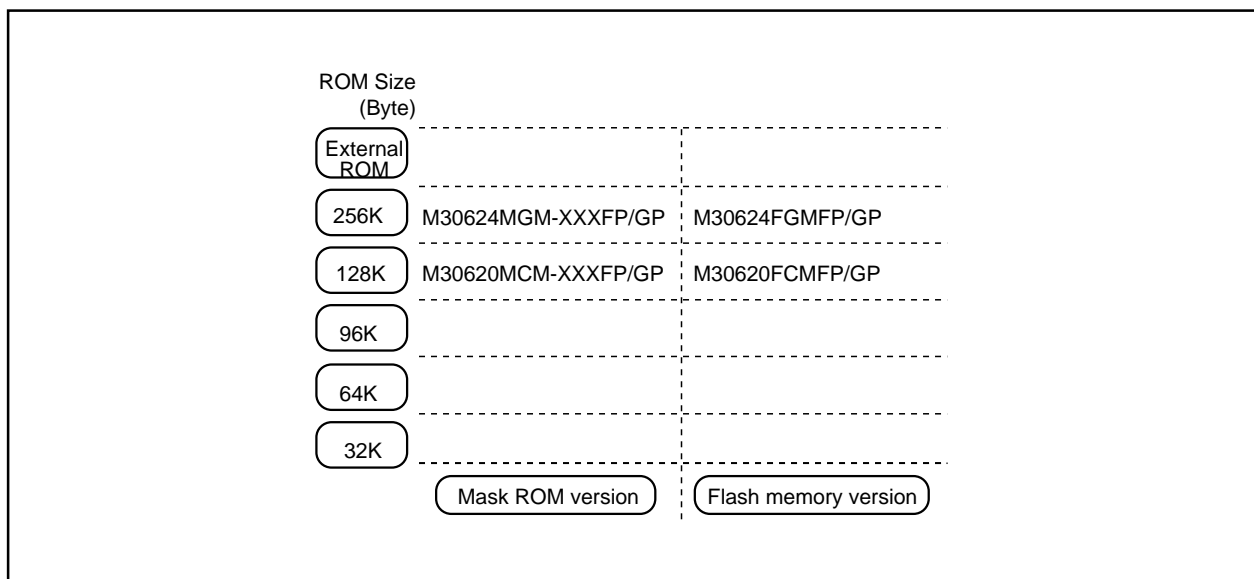 ROM Size
(Byte)
External
ROM
256K M30624MGM-XXXFP/GP M30624FGMFP/GP
128K M30620MCM-XXXFP/GP M30620FCMFP/GP
96K
64K
32K
Mask ROM version Flash memory version